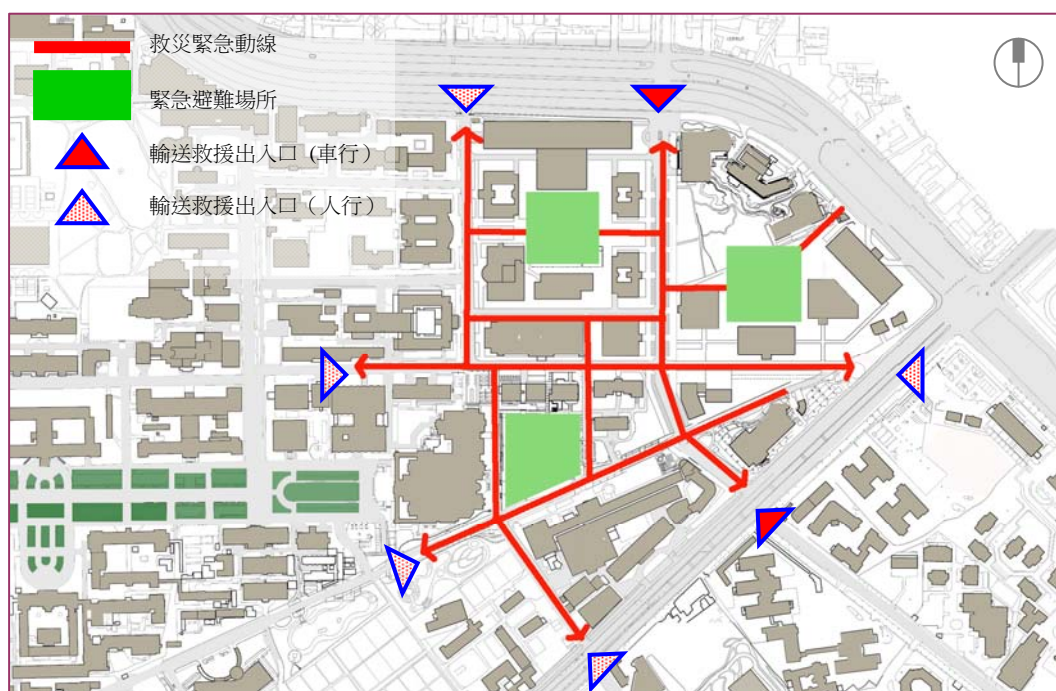 救災緊急動線
緊急避難場所
輸送救援出入口 (車行）
輸送救援出入口（人行）